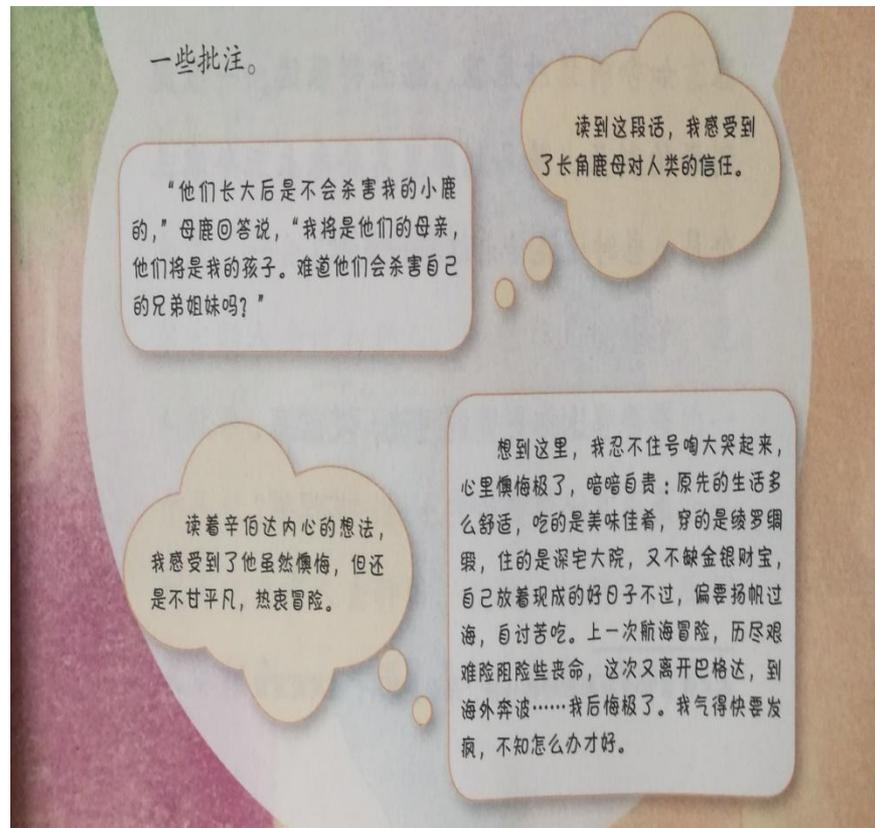 一些批注。
读到这段话，我感受到
了长角鹿母对人类的信任。
“他们长大后是不会杀害我的小鹿
的，”母鹿回答说，“我将是他们的母亲，
他们将是我的孩子。难道他们会杀害自己
的兄弟姐妹吗？”
想到这里，我忍不住号啕大哭起来，
心里懊悔极了，暗暗自责：原先的生活多
么舒适，吃的是美味佳肴，穿的是绫罗绸
缎，住的是深宅大院，又不缺金银财宝，
自己放着现成的好日子不过，偏要扬帆过
海，自讨苦吃。上一次航海冒险，历尽艰
难险阻险些丧命，这次又离开巴格达，到
海外奔波……我后悔极了。我气得快要发
疯，不知怎么办才好。
读着辛伯达内心的想法，
我感受到了他虽然懊悔，但还
是不甘平凡，热衷冒险。